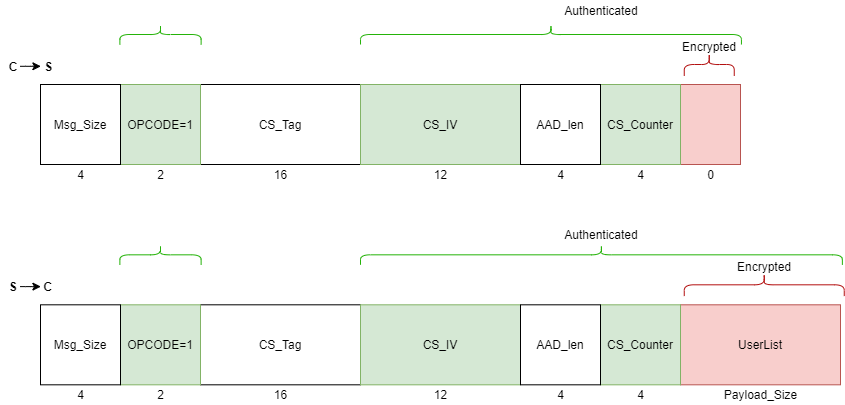 Authenticated
Encrypted
C S
Msg_Size OPCODE=1 CS_Tag CS_IV AAD_len CS_Counter
4 2 16 12 4 4 0
Authenticated
Encrypted
S C
Msg_Size OPCODE=1 CS_Tag CS_IV AAD_len CS_Counter UserList
4 2 16 12 4 4 Payload_Size